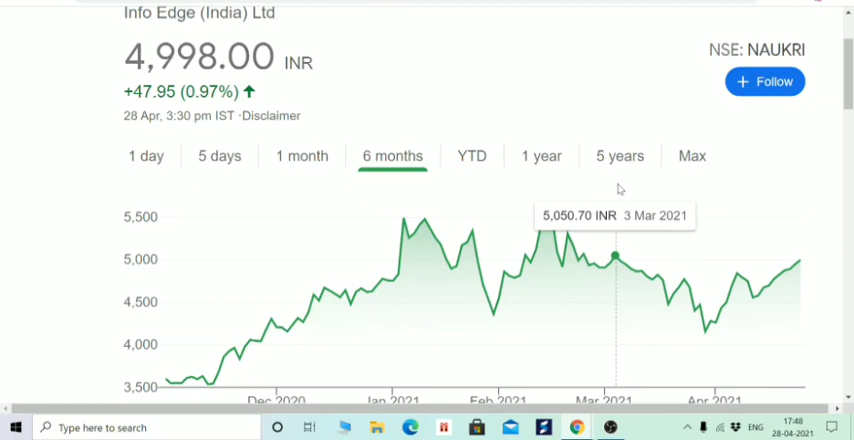 Info Edge (India) Ltd
4,998.00 INR
NSE: NAUKRI
+47.95 (0.97%)
+ Follow
28 Apr, 3:30 pm IST · Disclaimer
1 day 5 days 1 month 6 months YTD 1 year 5 years Max
5,050.70 INR 3 Mar 2021
5,500
5,000
4,500
4,000
3,500
Dec 2020 Jan 2021 Feb 2021 Mar 2021 Apr 2021
Type here to search
ENG
17:48
28-04-2021